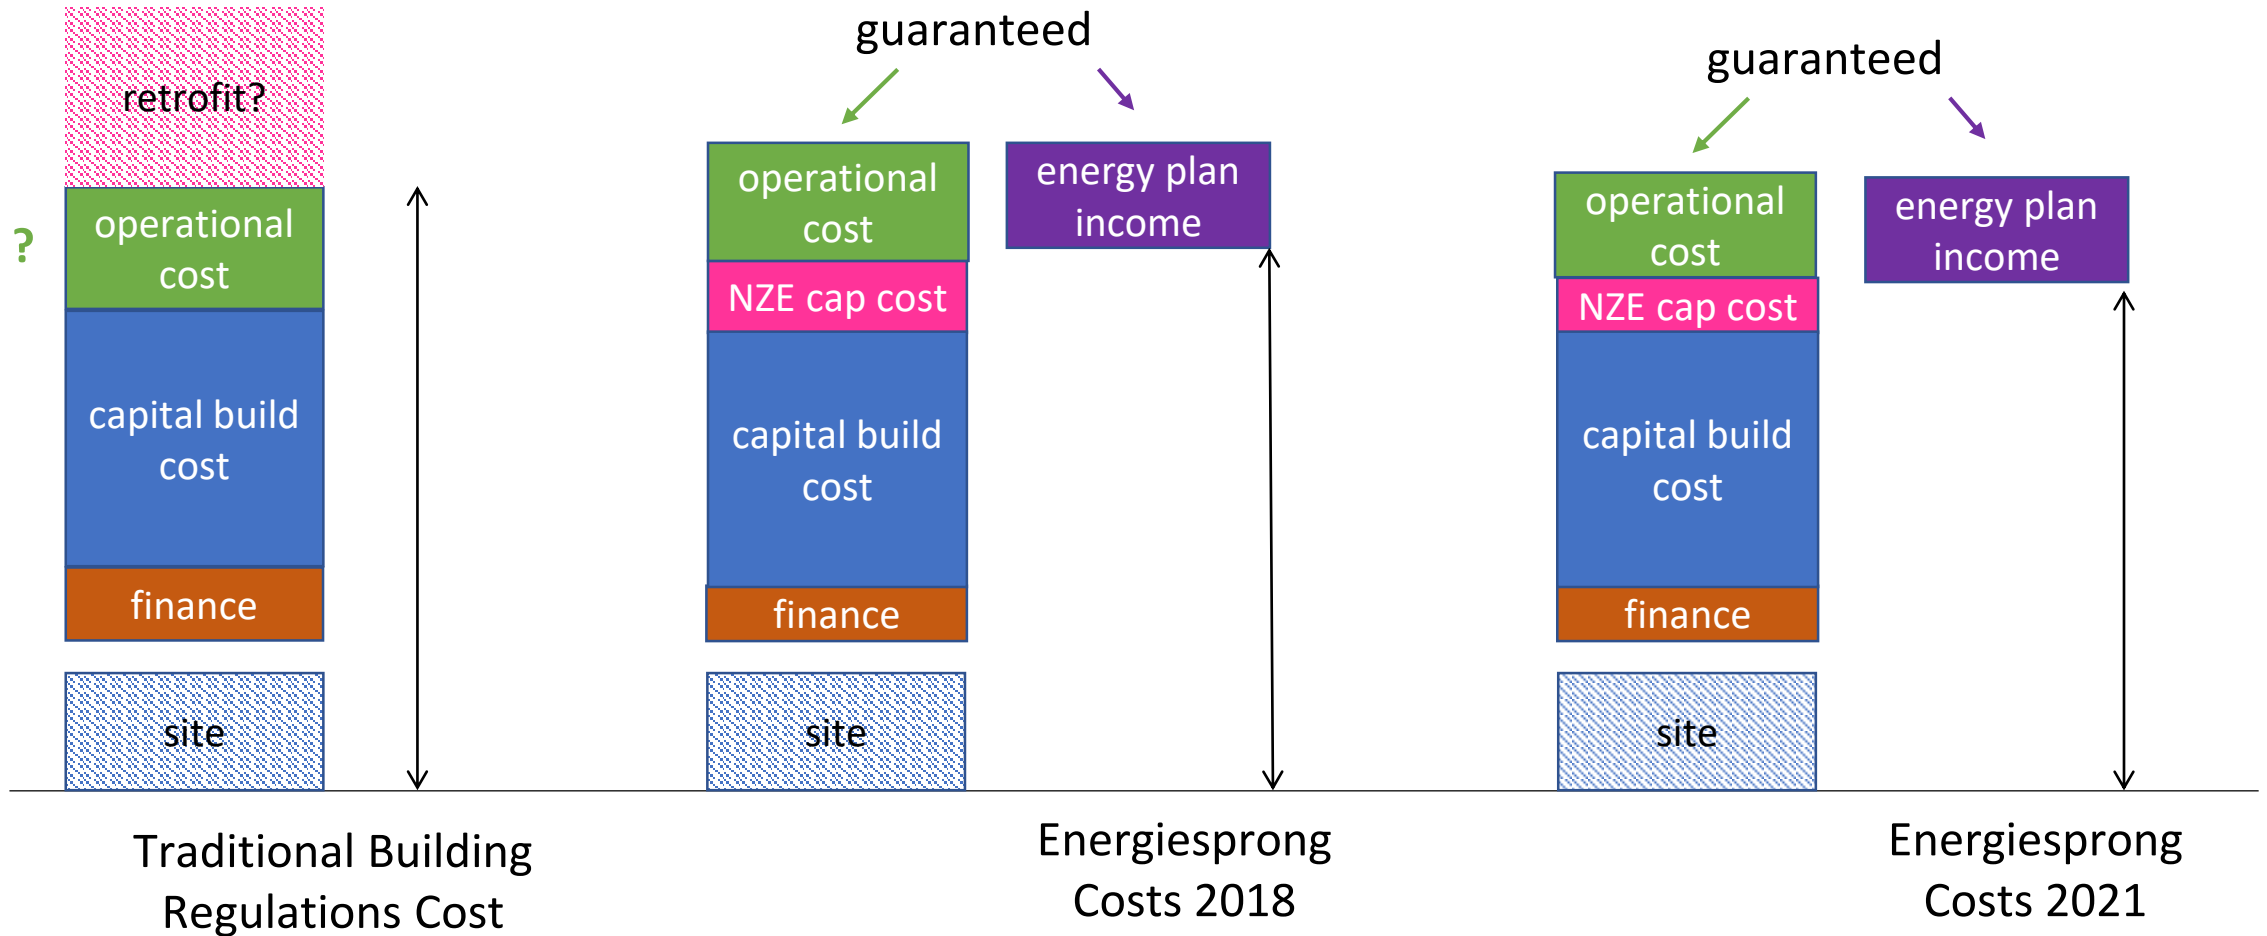 retrofit?
?
operational
cost
capital build
cost
finance
site
Traditional Building
Regulations Cost
guaranteed
operational
cost
energy plan
income
NZE cap cost
capital build
cost
finance
site
Energiesprong
Costs 2018
guaranteed
operational
cost
energy plan
income
NZE cap cost
capital build
cost
finance
site
Energiesprong
Costs 2021